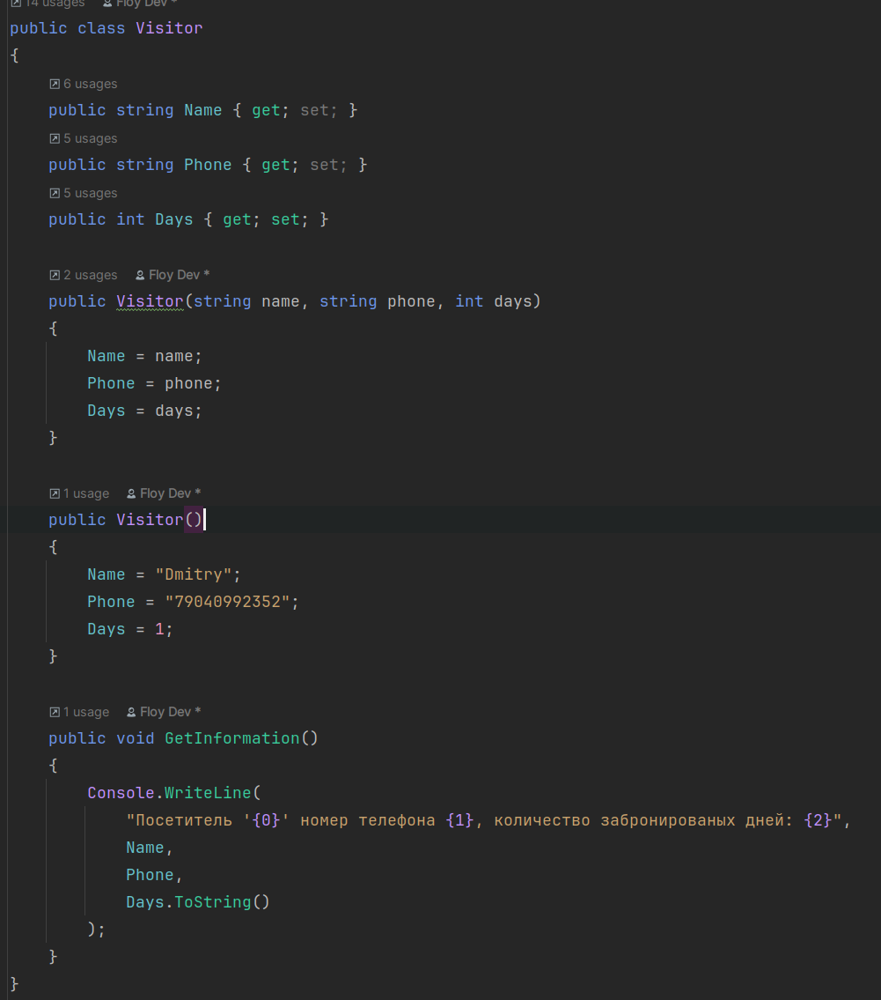 14 usages Floy Dev *
public class Visitor
{
6 usages
public string Name { get; set; }
5 usages
public string Phone { get; set; }
5 usages
public int Days { get; set; }
2 usages Floy Dev *
public Visitor(string name, string phone, int days)
{
Name = name;
Phone = phone;
Days = days;
}
1 usage Floy Dev *
public Visitor()
{
Name = "Dmitry";
Phone = "79040992352";
Days = 1;
}
1 usage Floy Dev *
public void GetInformation()
{
Console.WriteLine(
"Посетитель '{0}' номер телефона {1}, количество забронированых дней: {2}",
Name,
Phone,
Days.ToString()
);
}
}